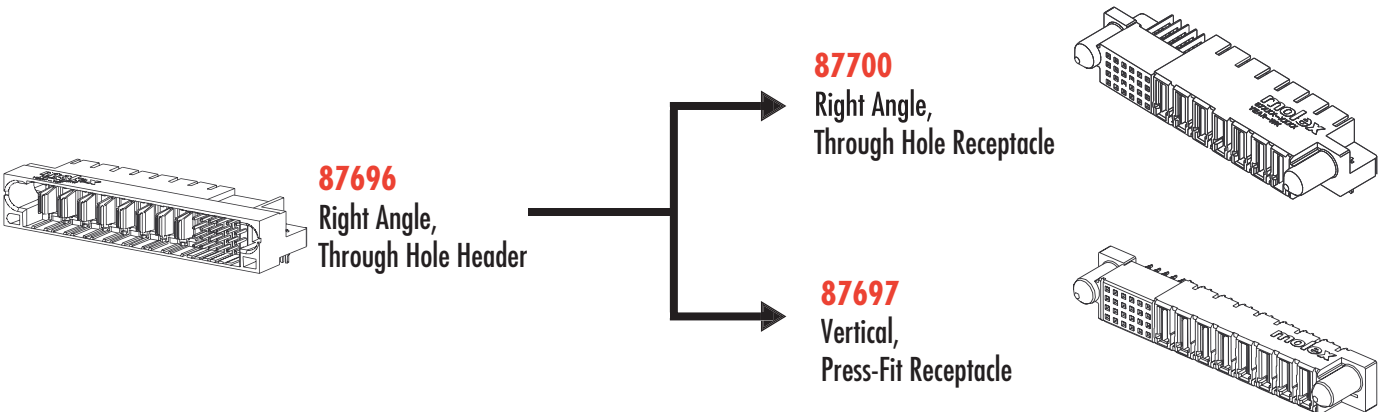 87696
Right Angle,
Through Hole Header
87700
Right Angle,
Through Hole Receptacle
molex
87697
Vertical,
Press-Fit Receptacle
molex